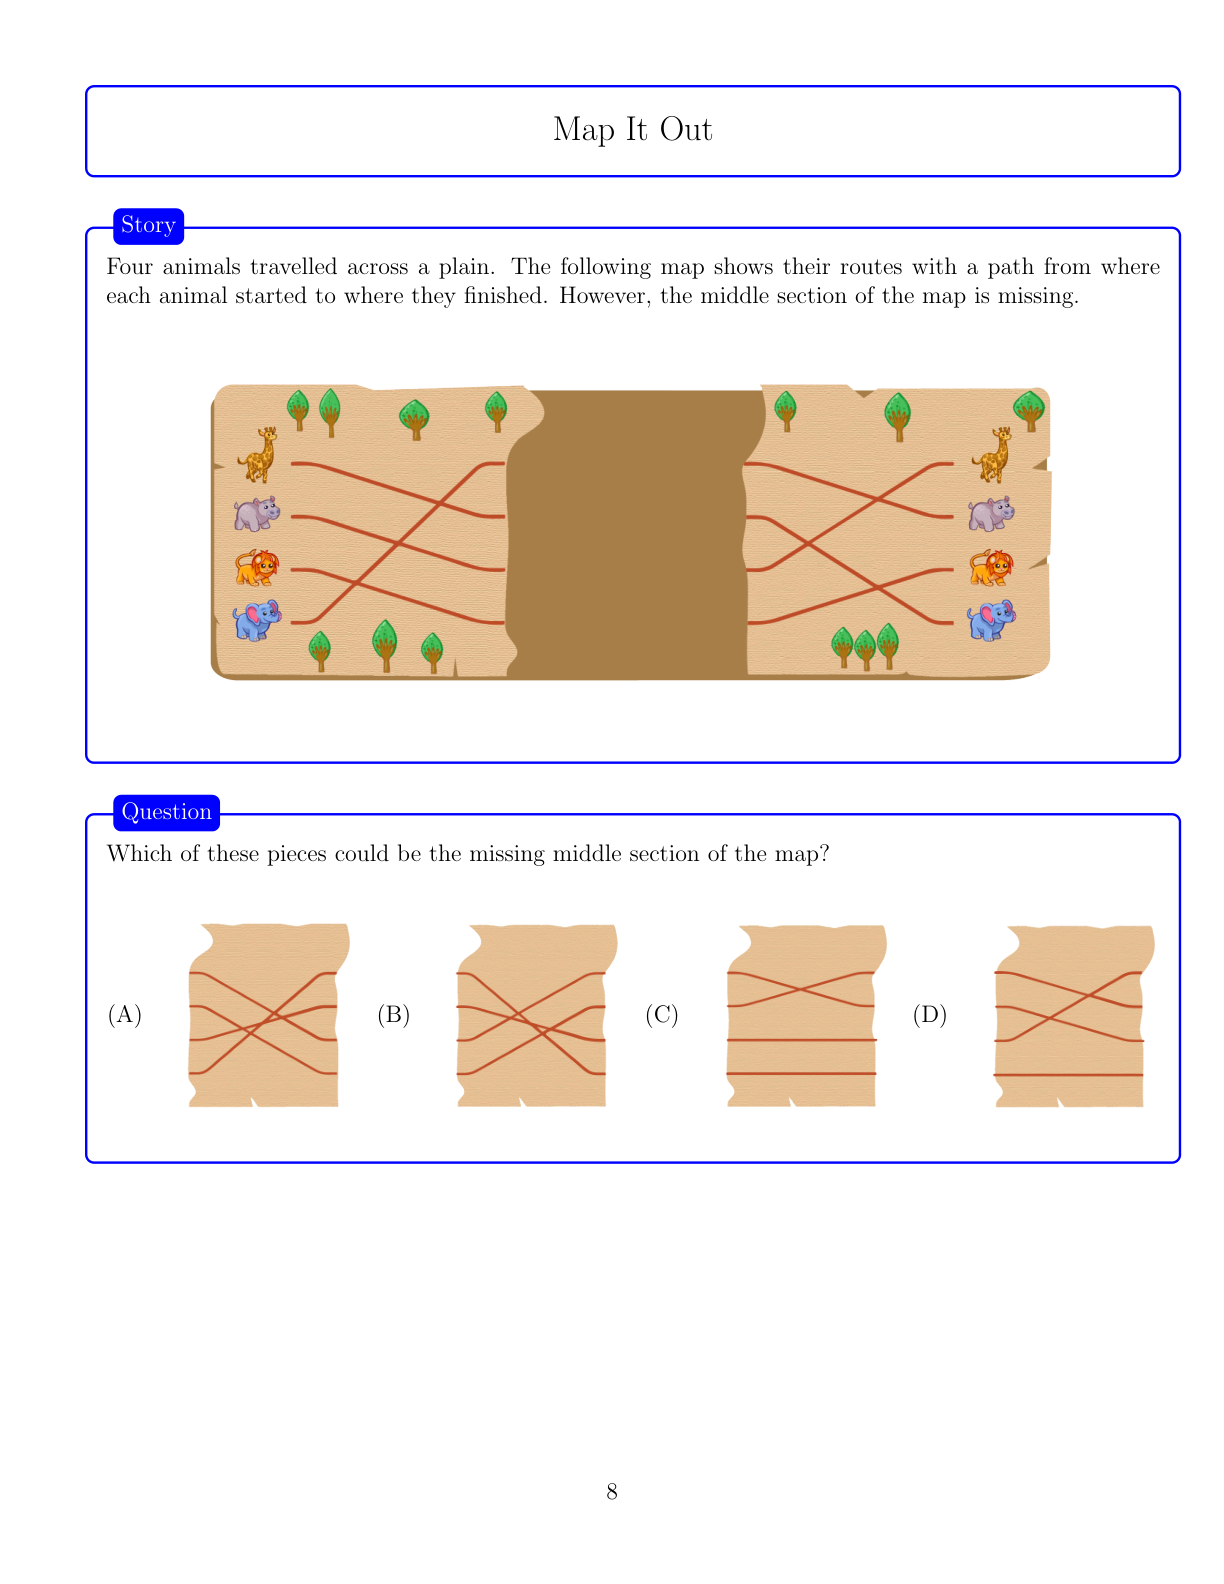 Map It Out
Story
Four animals travelled across a plain. The following map shows their routes with a path from where
each animal started to where they finished. However, the middle section of the map is missing.
Question
Which of these pieces could be the missing middle section of the map?
(A) (B) (C) (D)
8